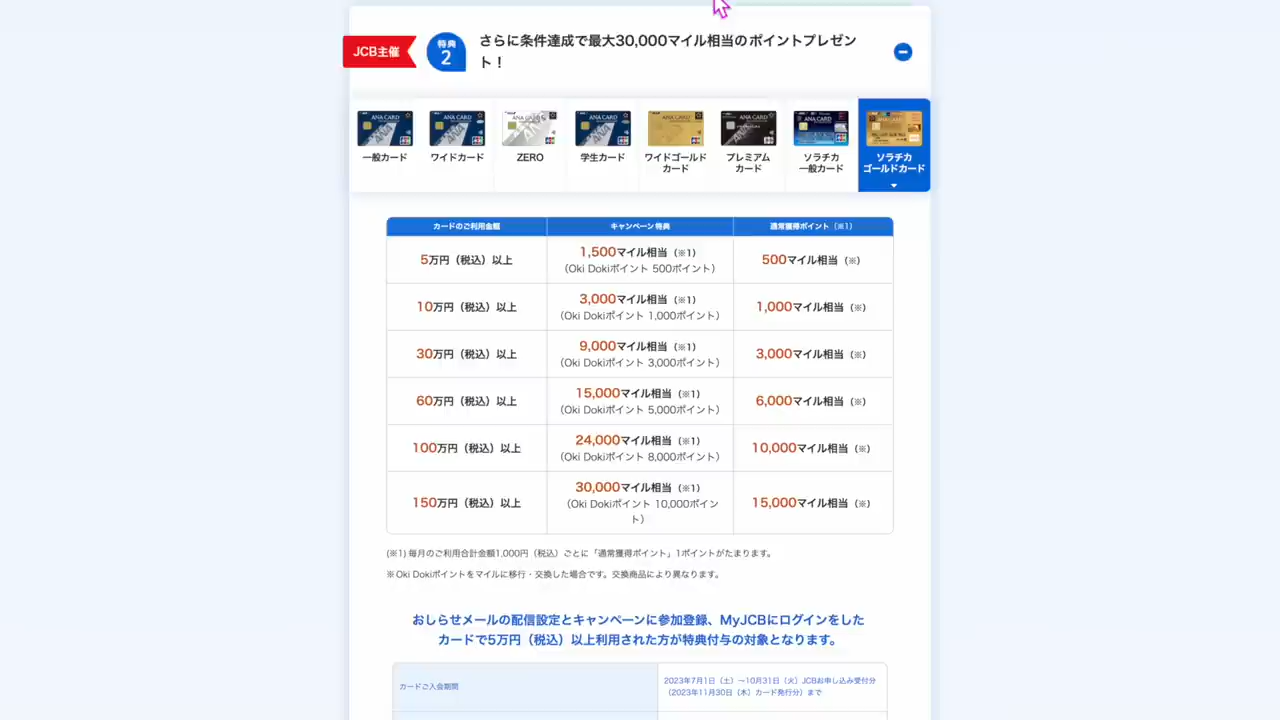 JCB主催
特典
2
さらに条件達成で最大30,000マイル相当のポイントプレゼン
ト！
一般カード
ワイドカード
ZERO
学生カード
ワイドゴールド
カード
プレミアム
カード
ソラチカ
一般カード
ソラチカ
ゴールドカード
カードのご利用金額 キャンペーン特典 通常獲得ポイント（※1）
5万円（税込）以上 1,500マイル相当（※1） 500マイル相当（※）
（Oki Dokiポイント 500ポイント）
10万円（税込）以上 3,000マイル相当（※1） 1,000マイル相当（※）
（Oki Dokiポイント 1,000ポイント）
30万円（税込）以上 9,000マイル相当（※1） 3,000マイル相当（※）
（Oki Dokiポイント 3,000ポイント）
60万円（税込）以上 15,000マイル相当（※1） 6,000マイル相当（※）
（Oki Dokiポイント 5,000ポイント）
100万円（税込）以上 24,000マイル相当（※1） 10,000マイル相当（※）
（Oki Dokiポイント 8,000ポイント）
150万円（税込）以上 30,000マイル相当（※1） 15,000マイル相当（※）
（Oki Dokiポイント 10,000ポイン
ト）
(※1) 毎月のご利用合計金額1,000円（税込）ごとに「通常獲得ポイント」1ポイントがたまります。
※Oki Dokiポイントをマイルに移行・交換した場合です。交換商品により異なります。
おしらせメールの配信設定とキャンペーンに参加登録、MyJCBにログインをした
カードで5万円（税込）以上利用された方が特典付与の対象となります。
カードご入会期間
2023年7月1日（土）～10月31日（火）JCBお申し込み受付分
（2023年11月30日（木）カード発行分）まで